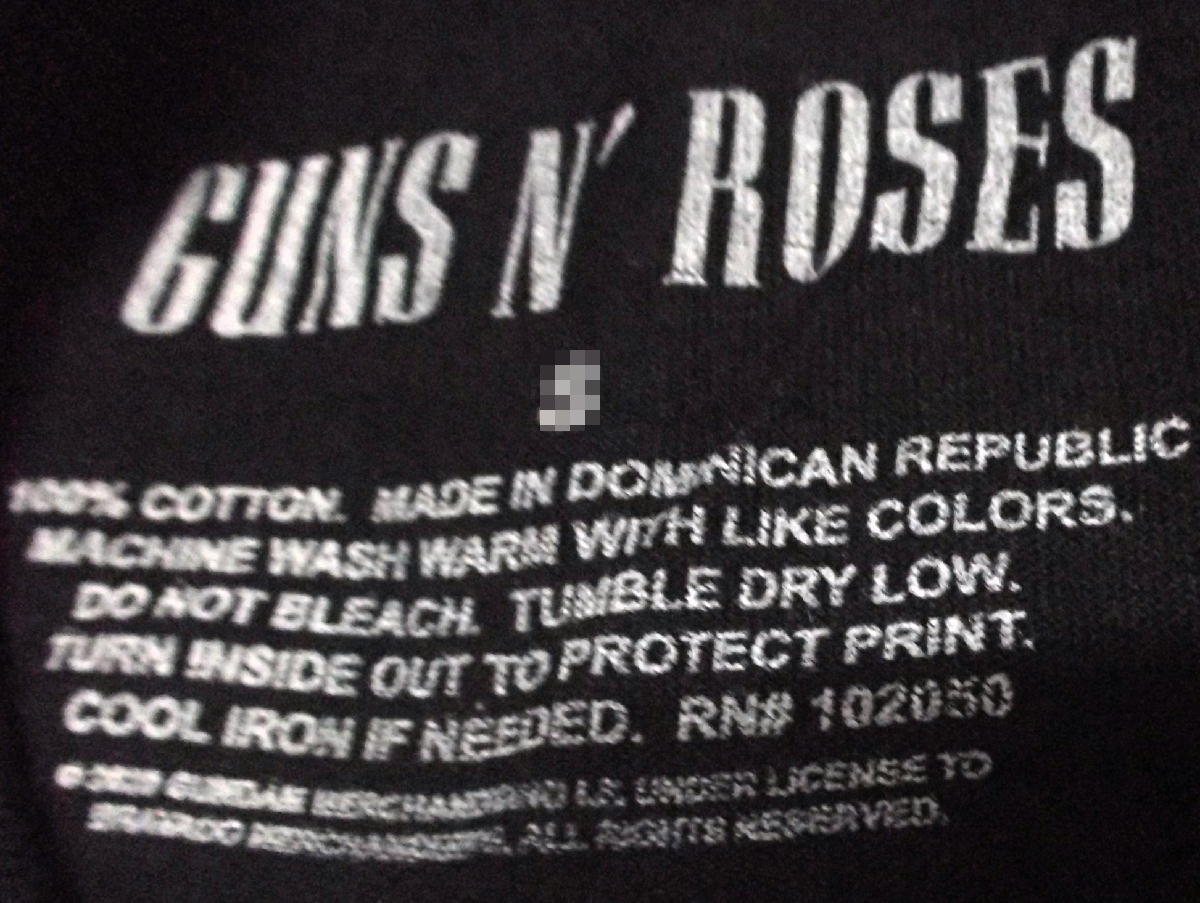 GUNS N' ROSES
100% COTTON. MADE IN DOMINICAN REPUBLIC
MACHINE WASH WARM WITH LIKE COLORS.
DO NOT BLEACH. TUMBLE DRY LOW.
TURN INSIDE OUT TO PROTECT PRINT.
COOL IRON IF NEEDED. RN# 102050
UNDER LICENSE TO
ALL RIGHTS RESERVED.